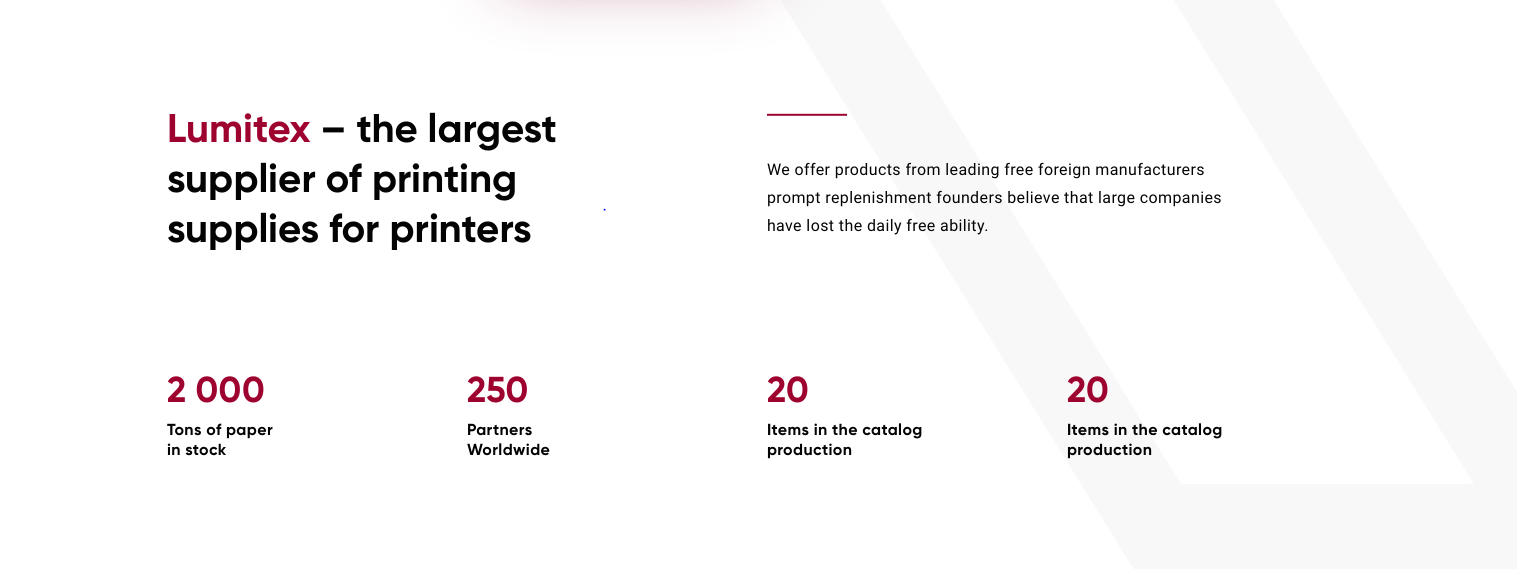 Lumitex – the largest
supplier of printing
supplies for printers
We offer products from leading free foreign manufacturers
prompt replenishment founders believe that large companies
have lost the daily free ability.
2 000
Tons of paper
in stock
250
Partners
Worldwide
20
Items in the catalog
production
20
Items in the catalog
production